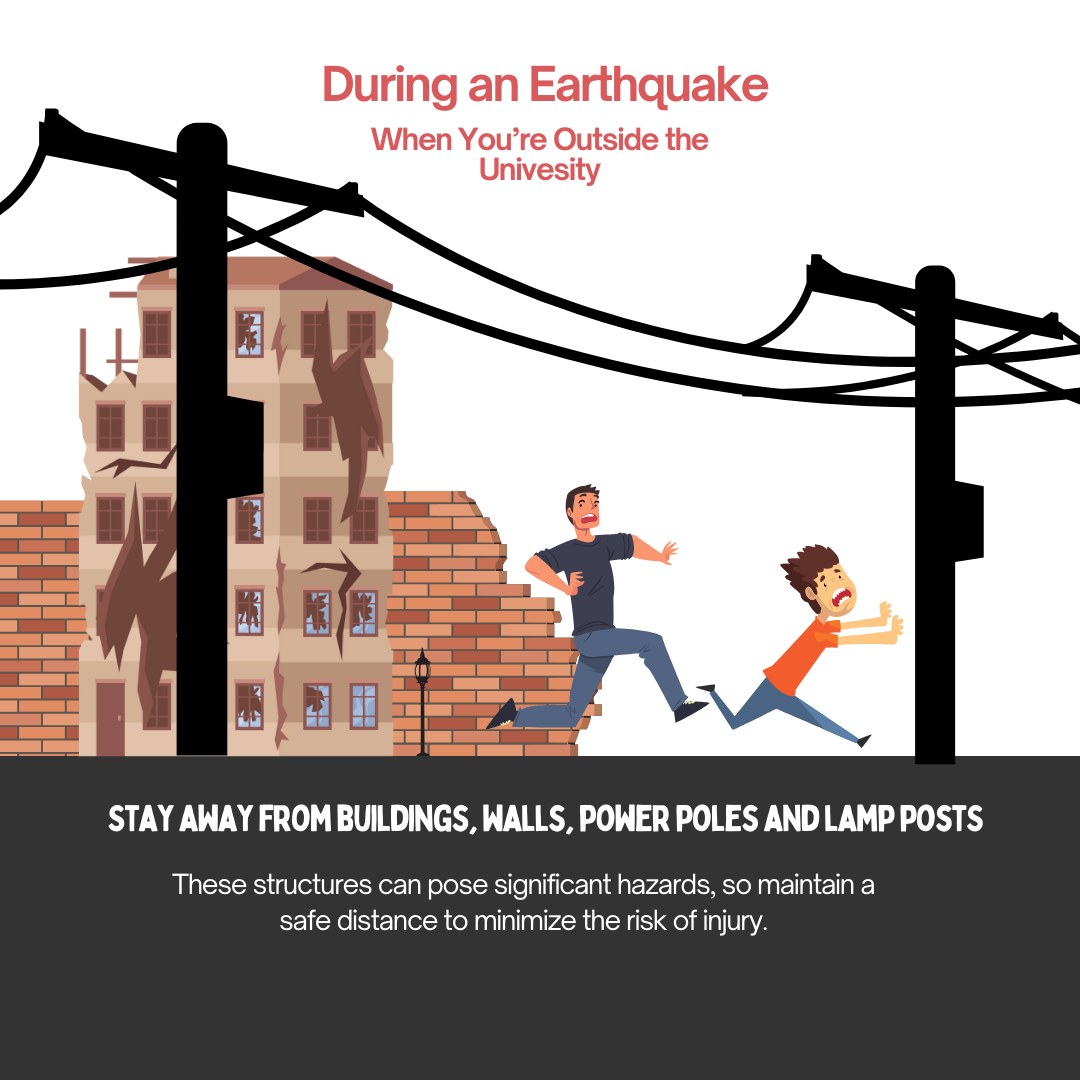 During an Earthquake
When You’re Outside the
Univesity
STAY AWAY FROM BUILDINGS, WALLS, POWER POLES AND LAMP POSTS
These structures can pose significant hazards, so maintain a
safe distance to minimize the risk of injury.